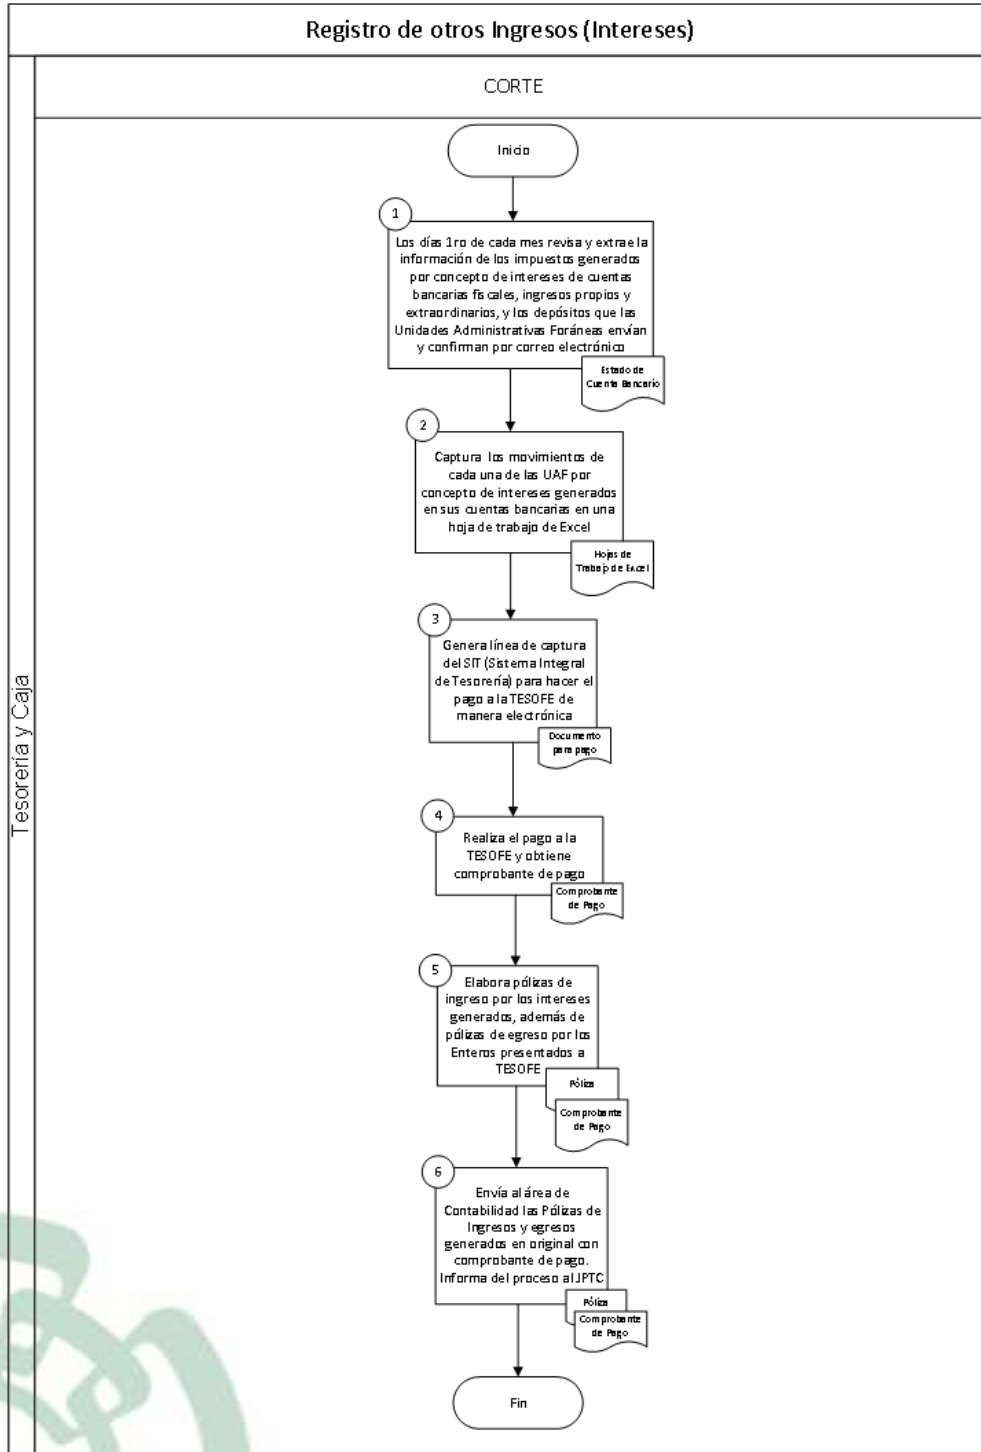 Registro de otros Ingresos (Intereses)
CORTE
Tesorería y Caja
Inicio
1
Los días 1ro de cada mes revisa y extrae la
información de los impuestos generados
por concepto de intereses de cuentas
bancarias fiscales, ingresos propios y
extraordinarios, y los depósitos que las
Unidades Administrativas Foráneas envían
y confirman por correo electrónico
Estado de
Cuenta Bancario
2
Captura los movimientos de
cada una de las UAF por
concepto de intereses generados
en sus cuentas bancarias en una
hoja de trabajo de Excel
Hojas de
Trabajo de Excel
3
Genera línea de captura
del SIT (Sistema Integral
de Tesorería) para hacer el
pago a la TESOFE de
manera electrónica
Documento
para pago
4
Realiza el pago a la
TESOFE y obtiene
comprobante de pago
Comprobante
de Pago
5
Elabora pólizas de
ingreso por los intereses
generados, además de
pólizas de egreso por los
Enteros presentados a
TESOFE
Póliza
Comprobante
de Pago
6
Envía al área de
Contabilidad las Pólizas de
Ingresos y egresos
generados en original con
comprobante de pago.
Informa del proceso al JPTC
Póliza
Comprobante
de Pago
Fin